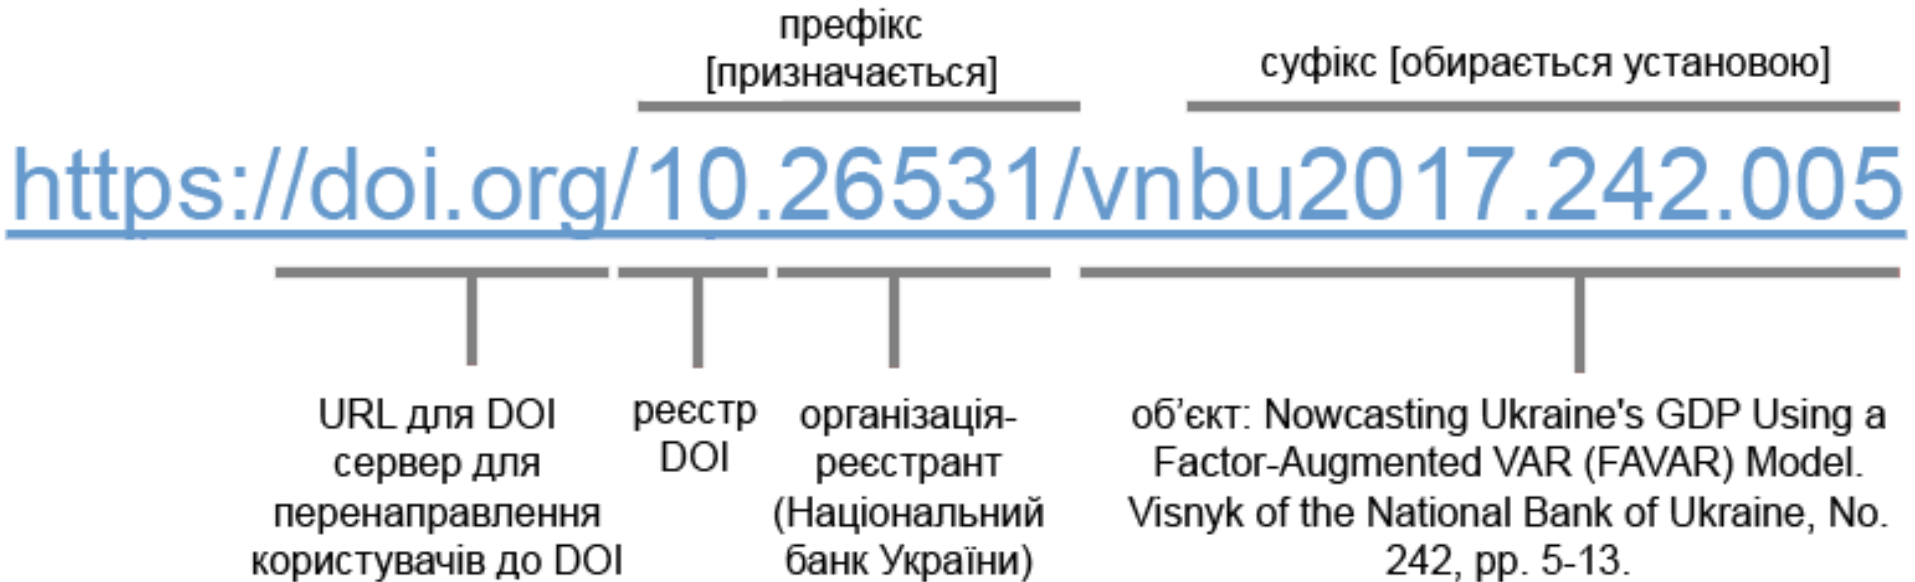 префікс
[призначається]
суфікс [обирається установою]
https://doi.org/10.26531/vnbu2017.242.005
URL для DOI
сервер для
перенаправлення
користувачів до DOI
реєстр
DOI
організація-
реєстрант
(Національний
банк України)
об’єкт: Nowcasting Ukraine's GDP Using a
Factor-Augmented VAR (FAVAR) Model.
Visnyk of the National Bank of Ukraine, No.
242, pp. 5-13.